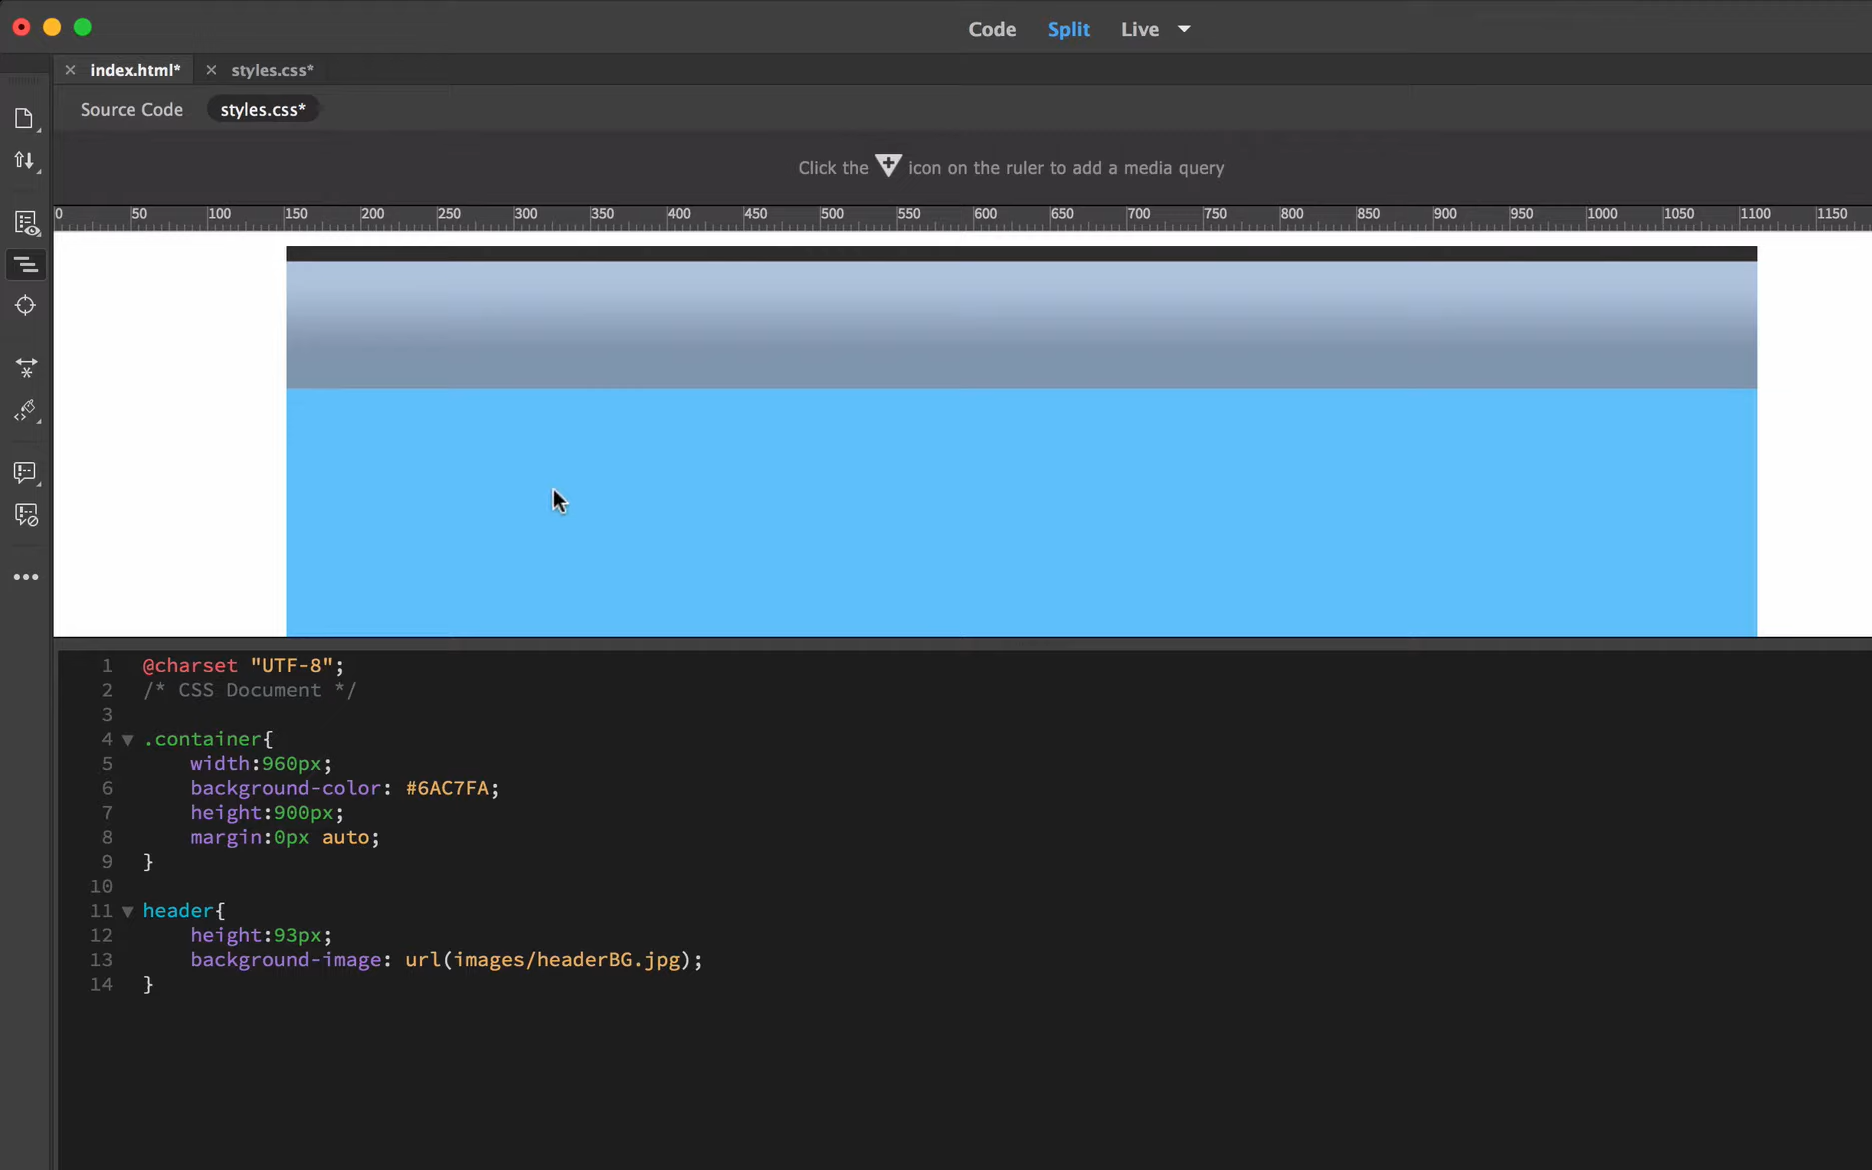 Code Split Live
index.html* styles.css*
Source Code styles.css*
Click the icon on the ruler to add a media query
0 50 100 150 200 250 300 350 400 450 500 550 600 650 700 750 800 850 900 950 1000 1050 1100 1150
1 @charset "UTF-8";
2 /* CSS Document */
3
4 .container{
5 width:960px;
6 background-color: #6AC7FA;
7 height:900px;
8 margin:0px auto;
9 }
10
11 header{
12 height:93px;
13 background-image: url(images/headerBG.jpg);
14 }